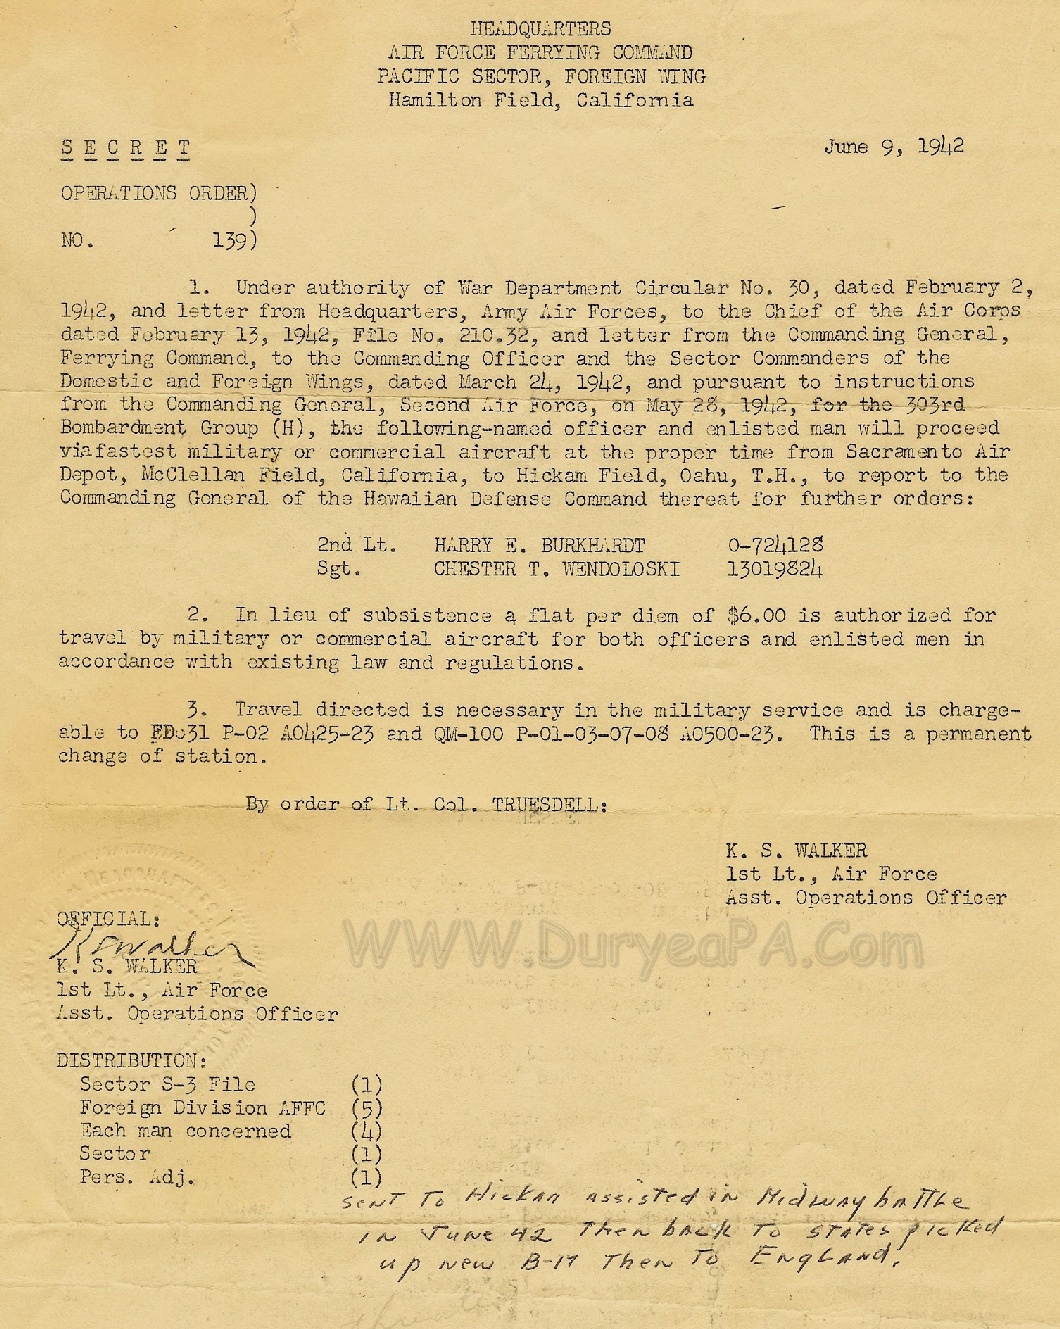 HEADQUARTERS
AIR FORCE FERRYING COMMAND
PACIFIC SECTOR, FOREIGN WING
Hamilton Field, California
S E C R E T
June 9, 1942
OPERATIONS ORDER)
)
NO. 139)
1. Under authority of War Department Circular No. 30, dated February 2,
1942, and letter from Headquarters, Army Air Forces, to the Chief of the Air Corps
dated February 13, 1942, File No. 210.32, and letter from the Commanding General,
Ferrying Command, to the Commanding Officer and the Sector Commanders of the
Domestic and Foreign Wings, dated March 24, 1942, and pursuant to instructions
from the Commanding General, Second Air Force, on May 28, 1942, for the 303rd
Bombardment Group (H), the following-named officer and enlisted man will proceed
viafastest military or commercial aircraft at the proper time from Sacramento Air
Depot, McClellan Field, California, to Hickam Field, Oahu, T.H., to report to the
Commanding General of the Hawaiian Defense Command thereat for further orders:
2nd Lt. HARRY E. BURKHARDT 0-724128
Sgt. CHESTER T. WENDOLOSKI 13019824
2. In lieu of subsistence a flat per diem of $6.00 is authorized for
travel by military or commercial aircraft for both officers and enlisted men in
accordance with existing law and regulations.
3. Travel directed is necessary in the military service and is charge-
able to 31 P-02 A0425-23 and QM-100 P-01-03-07-08 A0500-23. This is a permanent
change of station.
By order of Lt. Col. TRUESDELL:
K. S. WALKER
1st Lt., Air Force
Asst. Operations Officer
WWW.DuryeaPA.Com
OFFICIAL:
K S Walker
K. S. WALKER
1st Lt., Air Force
Asst. Operations Officer
DISTRIBUTION:
Sector S-3 File (1)
Foreign Division AFFC (5)
Each man concerned (4)
Sector (1)
Pers. Adj. (1)
sent To Hickam assisted in Midway battle
in June 42 Then back To states picked
up new B-17 Then To England!